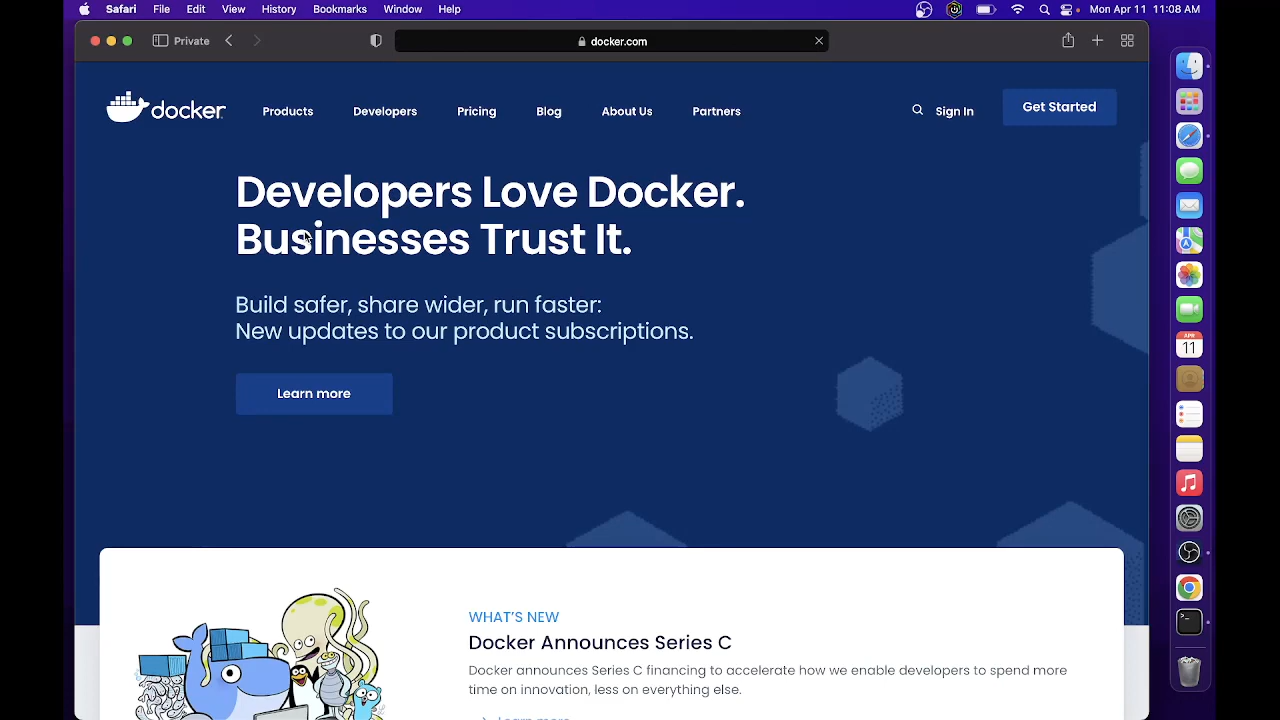 Safari File Edit View History Bookmarks Window Help Mon Apr 11 11:08 AM
Private docker.com
docker Products Developers Pricing Blog About Us Partners Sign In Get Started
Developers Love Docker.
Businesses Trust It.
Build safer, share wider, run faster:
New updates to our product subscriptions.
Learn more
APR
11
WHAT'S NEW
Docker Announces Series C
Docker announces Series C financing to accelerate how we enable developers to spend more
time on innovation, less on everything else.
Learn more